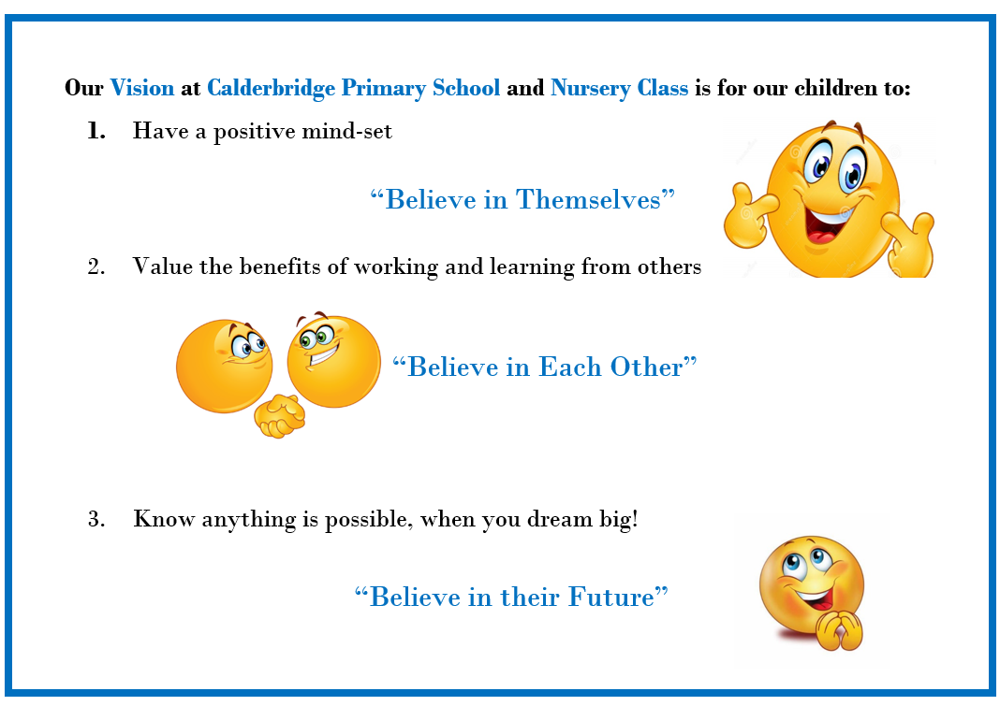 Our Vision at Calderbridge Primary School and Nursery Class is for our children to:
1. Have a positive mind-set
“Believe in Themselves”
2. Value the benefits of working and learning from others
“Believe in Each Other”
3. Know anything is possible, when you dream big!
“Believe in their Future”